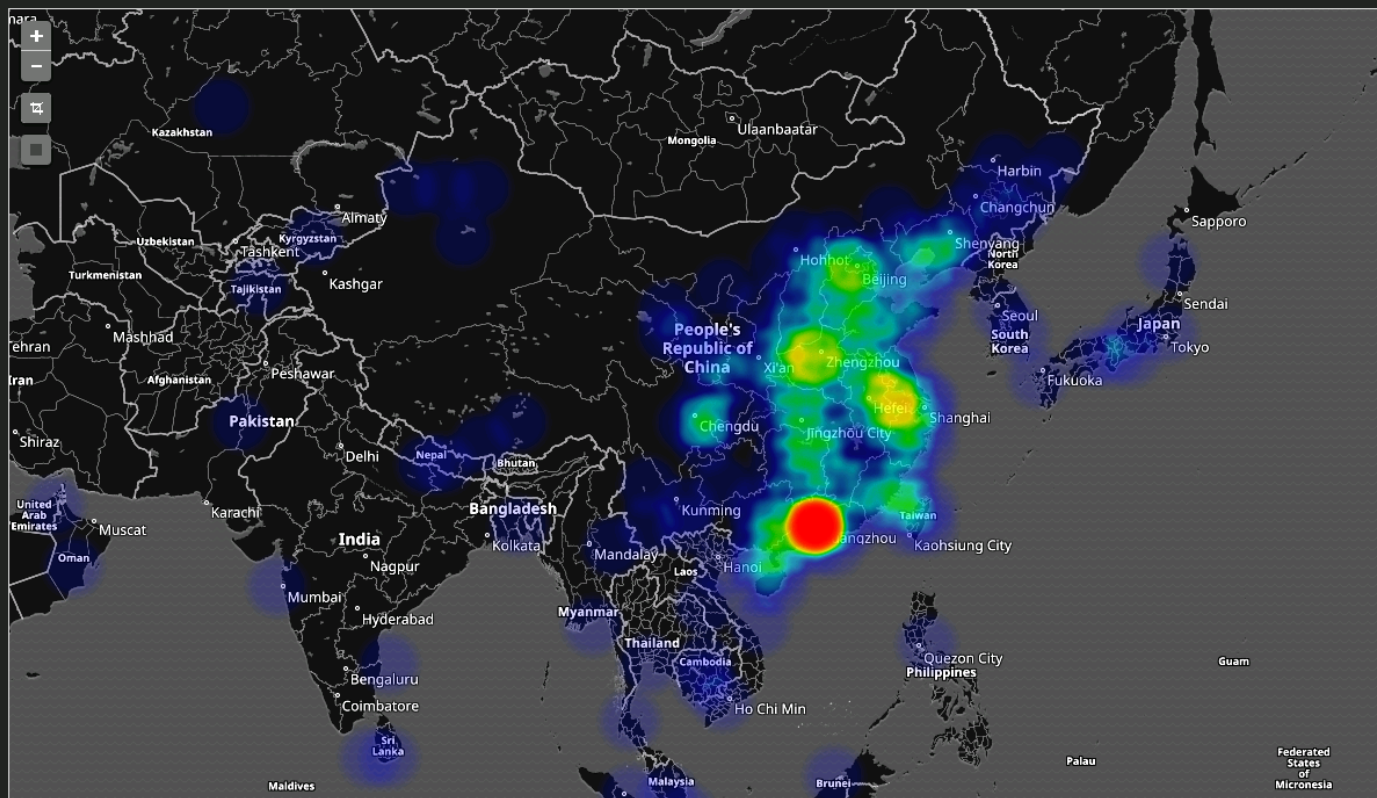 +
−
Kazakhstan
Ulaanbaatar
Mongolia
Harbin
Changchun
Almaty
Sapporo
Kyrgyzstan
Uzbekistan
Tashkent
Shenyang
North
Korea
Hohhot
Beijing
Turkmenistan
Kashgar
Tajikistan
Sendai
Seoul
Japan
South
Korea
Tokyo
Mashhad
People's
Republic of
China
Zhengzhou
Xi'an
ehran
Peshawar
Iran
Afghanistan
Fukuoka
Hefei
Shanghai
Pakistan
Chengdu
Jingzhou City
Shiraz
Delhi
Nepal
Bhutan
United
Arab
Emirates
Karachi
Bangladesh
Kunming
Taiwan
Muscat
India
Kolkata
angzhou
Kaohsiung City
Oman
Nagpur
Mandalay
Hanoi
Laos
Mumbai
Hyderabad
Myanmar
Thailand
Cambodia
Quezon City
Philippines
Guam
Bengaluru
Coimbatore
Ho Chi Min
Sri
Lanka
Palau
Federated
States
of
Micronesia
Maldives
Malaysia
Brunei